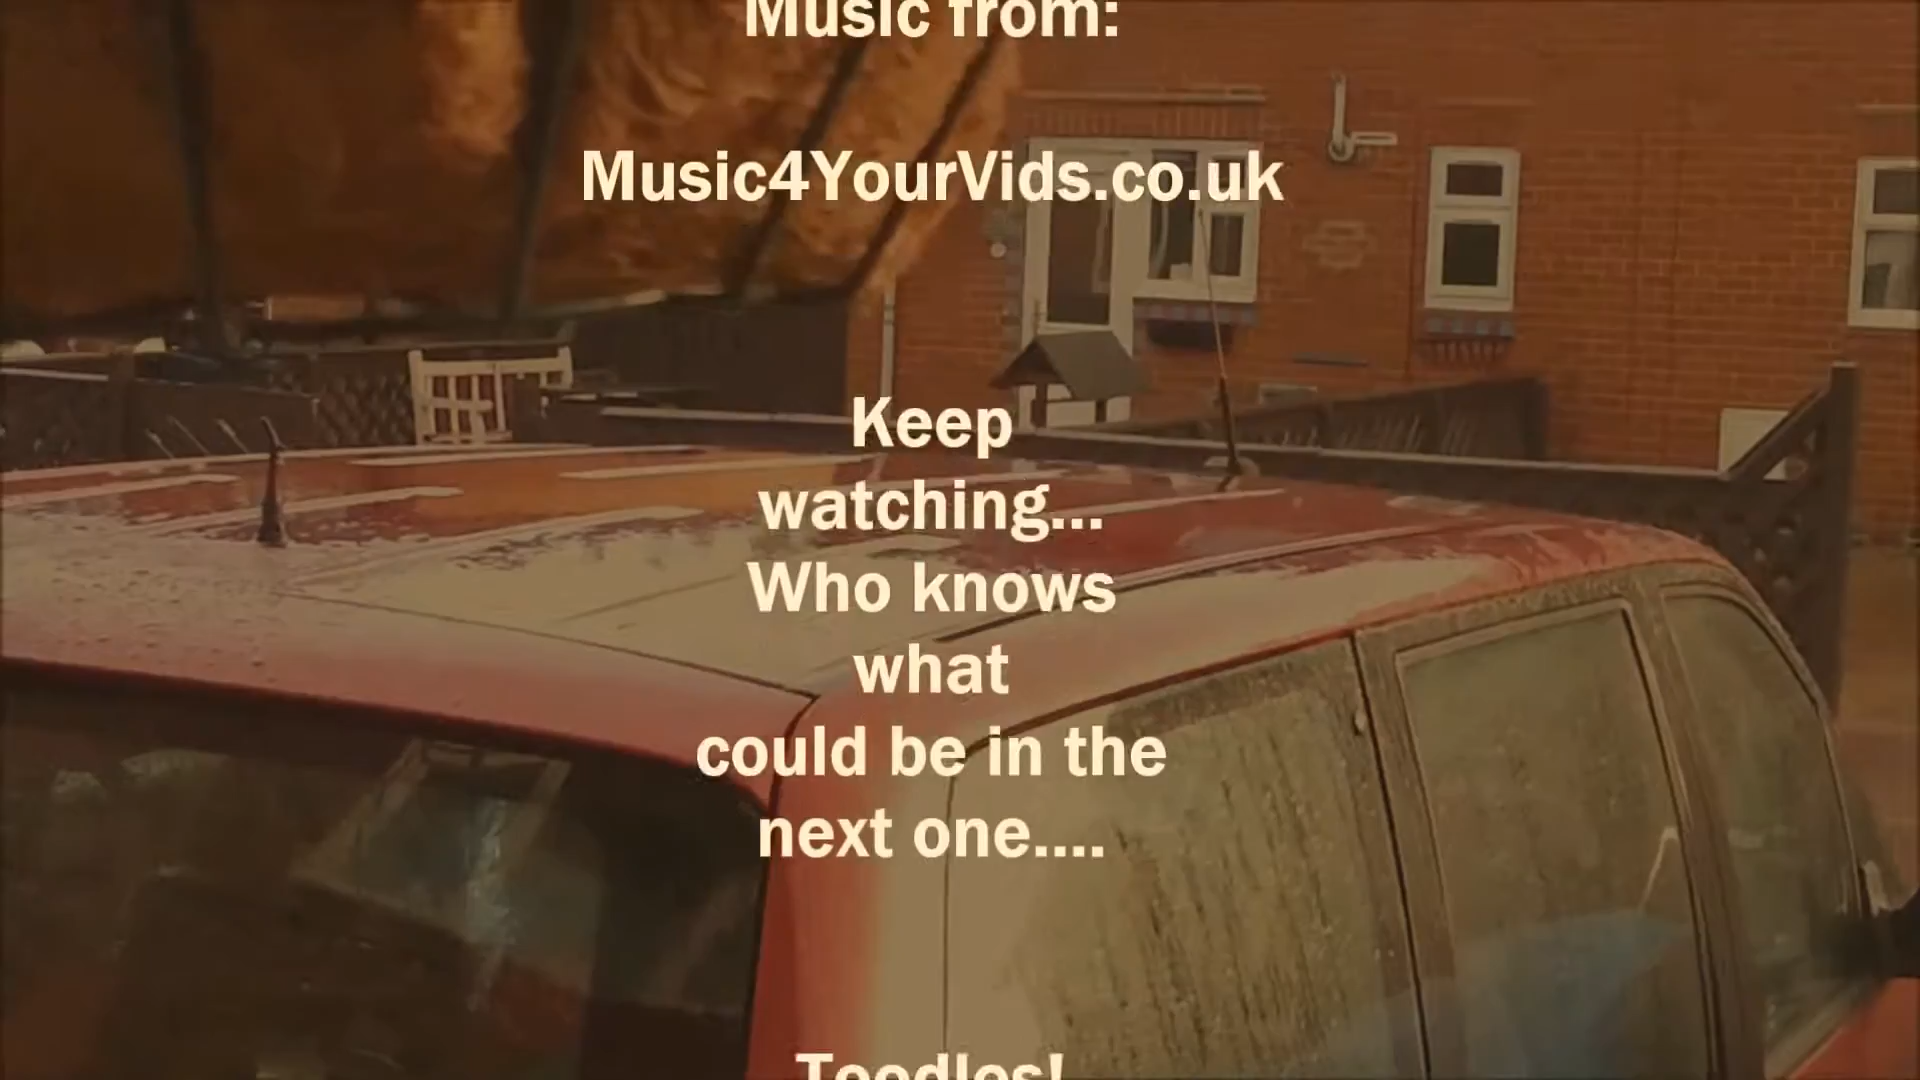 Music from:
Music4YourVids.co.uk
Keep
watching...
Who knows
what
could be in the
next one....
Toodles!